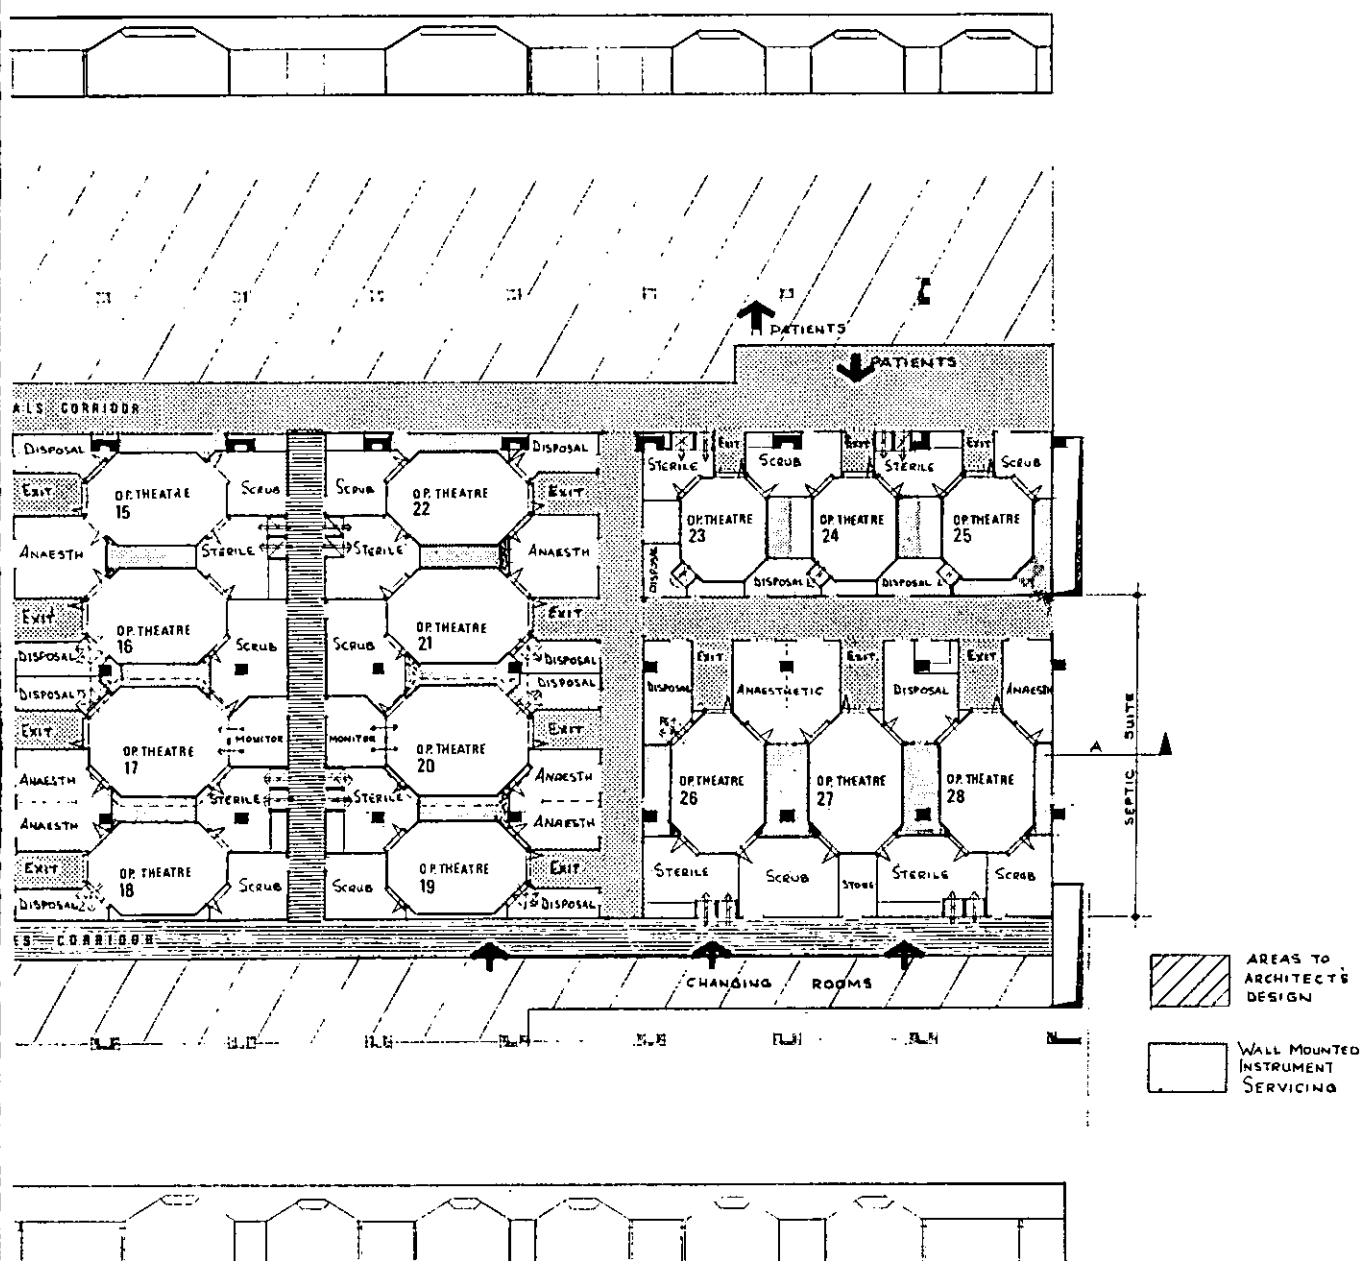 PATIENTS
PATIENTS
ALS CORRIDOR
DISPOSAL
DISPOSAL
EXIT
EXIT
EXIT
STERILE
SCRUB
STERILE
SCRUB
EXIT
OP. THEATRE
15
SCRUB
SCRUB
OP. THEATRE
22
EXIT
OP. THEATRE
23
OP. THEATRE
24
OP. THEATRE
25
ANAESTH
STERILE
STERILE
ANAESTH
DISPOSAL
DISPOSAL
DISPOSAL
EXIT
OP. THEATRE
16
SCRUB
SCRUB
OP. THEATRE
21
EXIT
DISPOSAL
DISPOSAL
DISPOSAL
DISPOSAL
EXIT
EXIT
EXIT
DISPOSAL
ANAESTHETIC
DISPOSAL
ANAESTH
EXIT
OP. THEATRE
17
MONITOR
MONITOR
OP. THEATRE
20
EXIT
A
SEPTIC SUITE
ANAESTH
ANAESTH
STERILE
STERILE
ANAESTH
ANAESTH
OP. THEATRE
26
OP. THEATRE
27
OP. THEATRE
28
EXIT
OP. THEATRE
18
SCRUB
SCRUB
OP. THEATRE
19
EXIT
STERILE
SCRUB
STORE
STERILE
SCRUB
DISPOSAL
DISPOSAL
ES CORRIDOR
CHANGING ROOMS
AREAS TO
ARCHITECT'S
DESIGN
WALL MOUNTED
INSTRUMENT
SERVICING